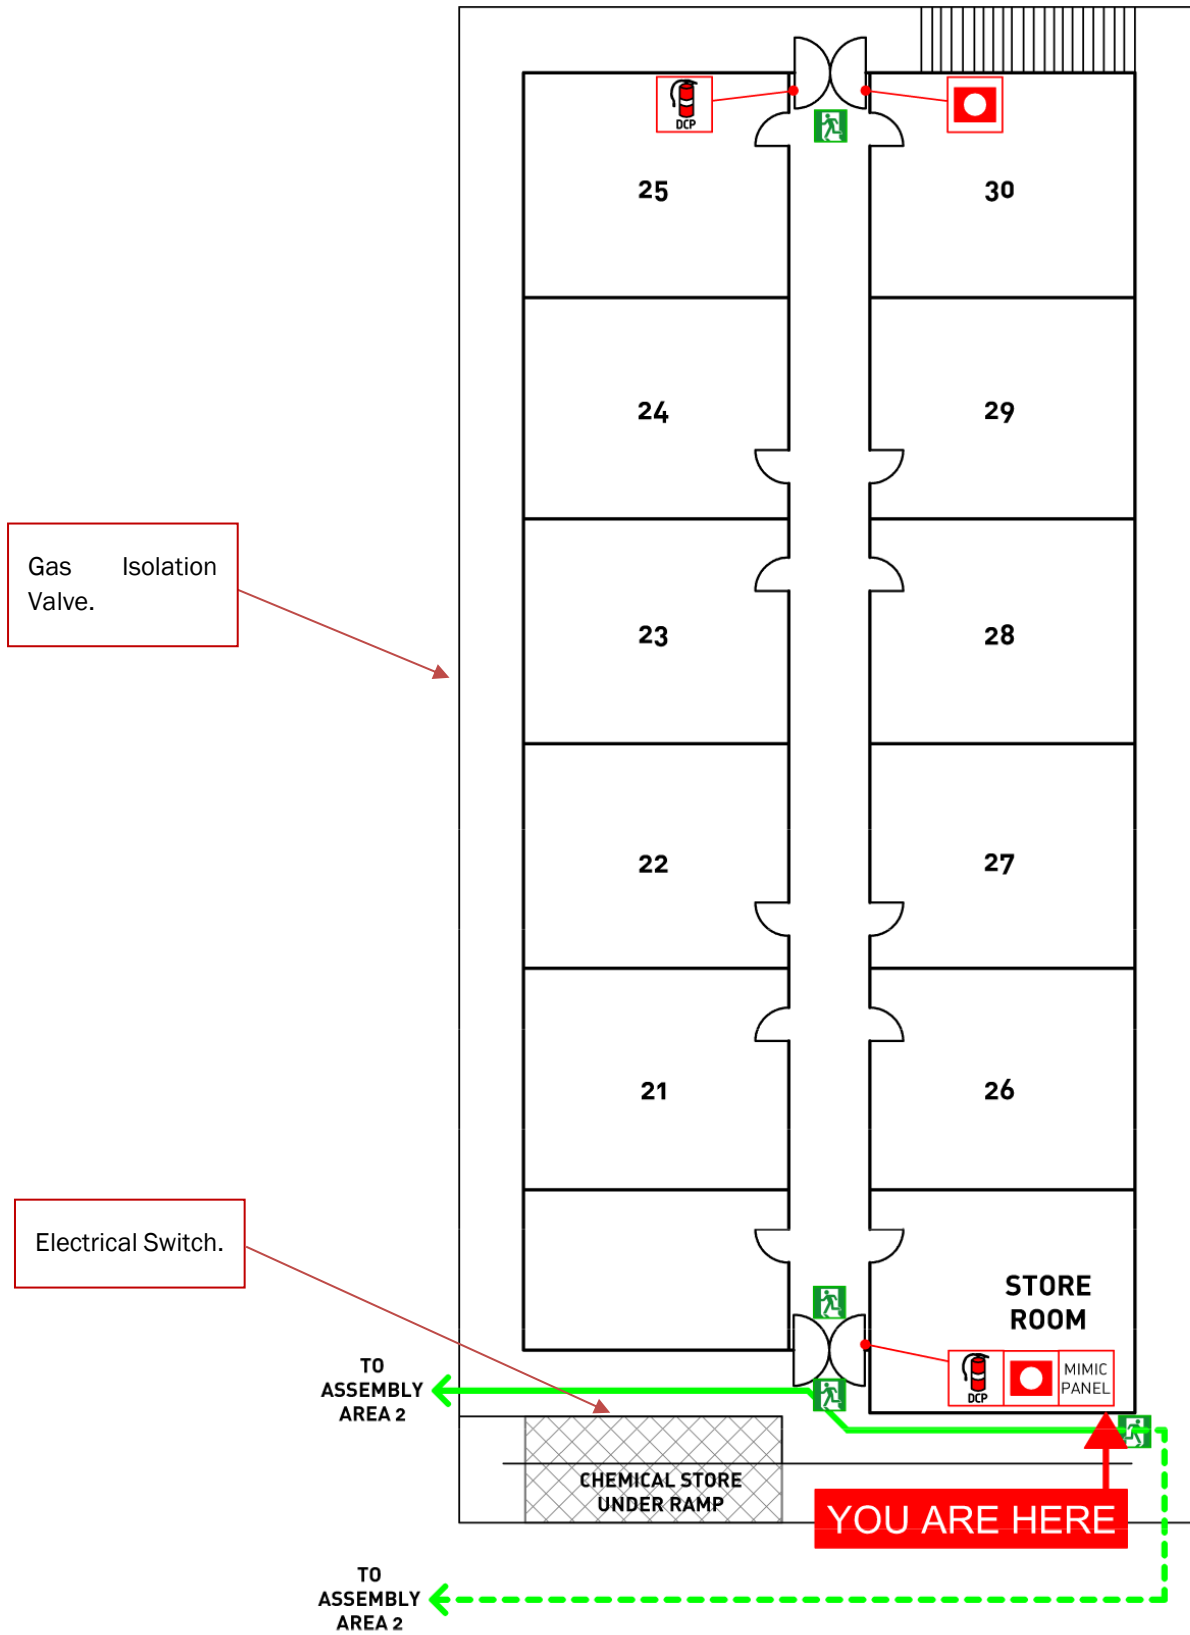 DCP
25
30
24
29
Gas Isolation
Valve.
23
28
22
27
21
26
Electrical Switch.
STORE
ROOM
DCP
MIMIC
PANEL
TO
ASSEMBLY
AREA 2
CHEMICAL STORE
UNDER RAMP
YOU ARE HERE
TO
ASSEMBLY
AREA 2